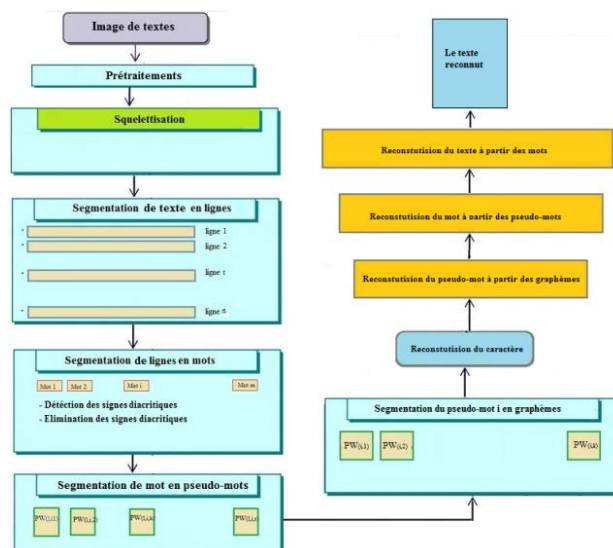 Image de textes
Prétraitements
Squelettisation
Segmentation de texte en lignes
- ligne 1
- ligne 2
- ligne t
- ligne
Segmentation de lignes en mots
Mot 1 Mot 2 Mot i Mot
- Détéction des signes diacritiques
- Elimination des signes diacritiques
Segmentation de mot en pseudo-mots
Le texte
reconnut
Reconstutision du texte à partir des mots
Reconstutision du mot à partir des pseudo-mots
Reconstutision du pseudo-mot à partir des graphèmes
Reconstutision du caractère
Segmentation du pseudo-mot i en graphèmes
PW(i,1) PW(i,2)